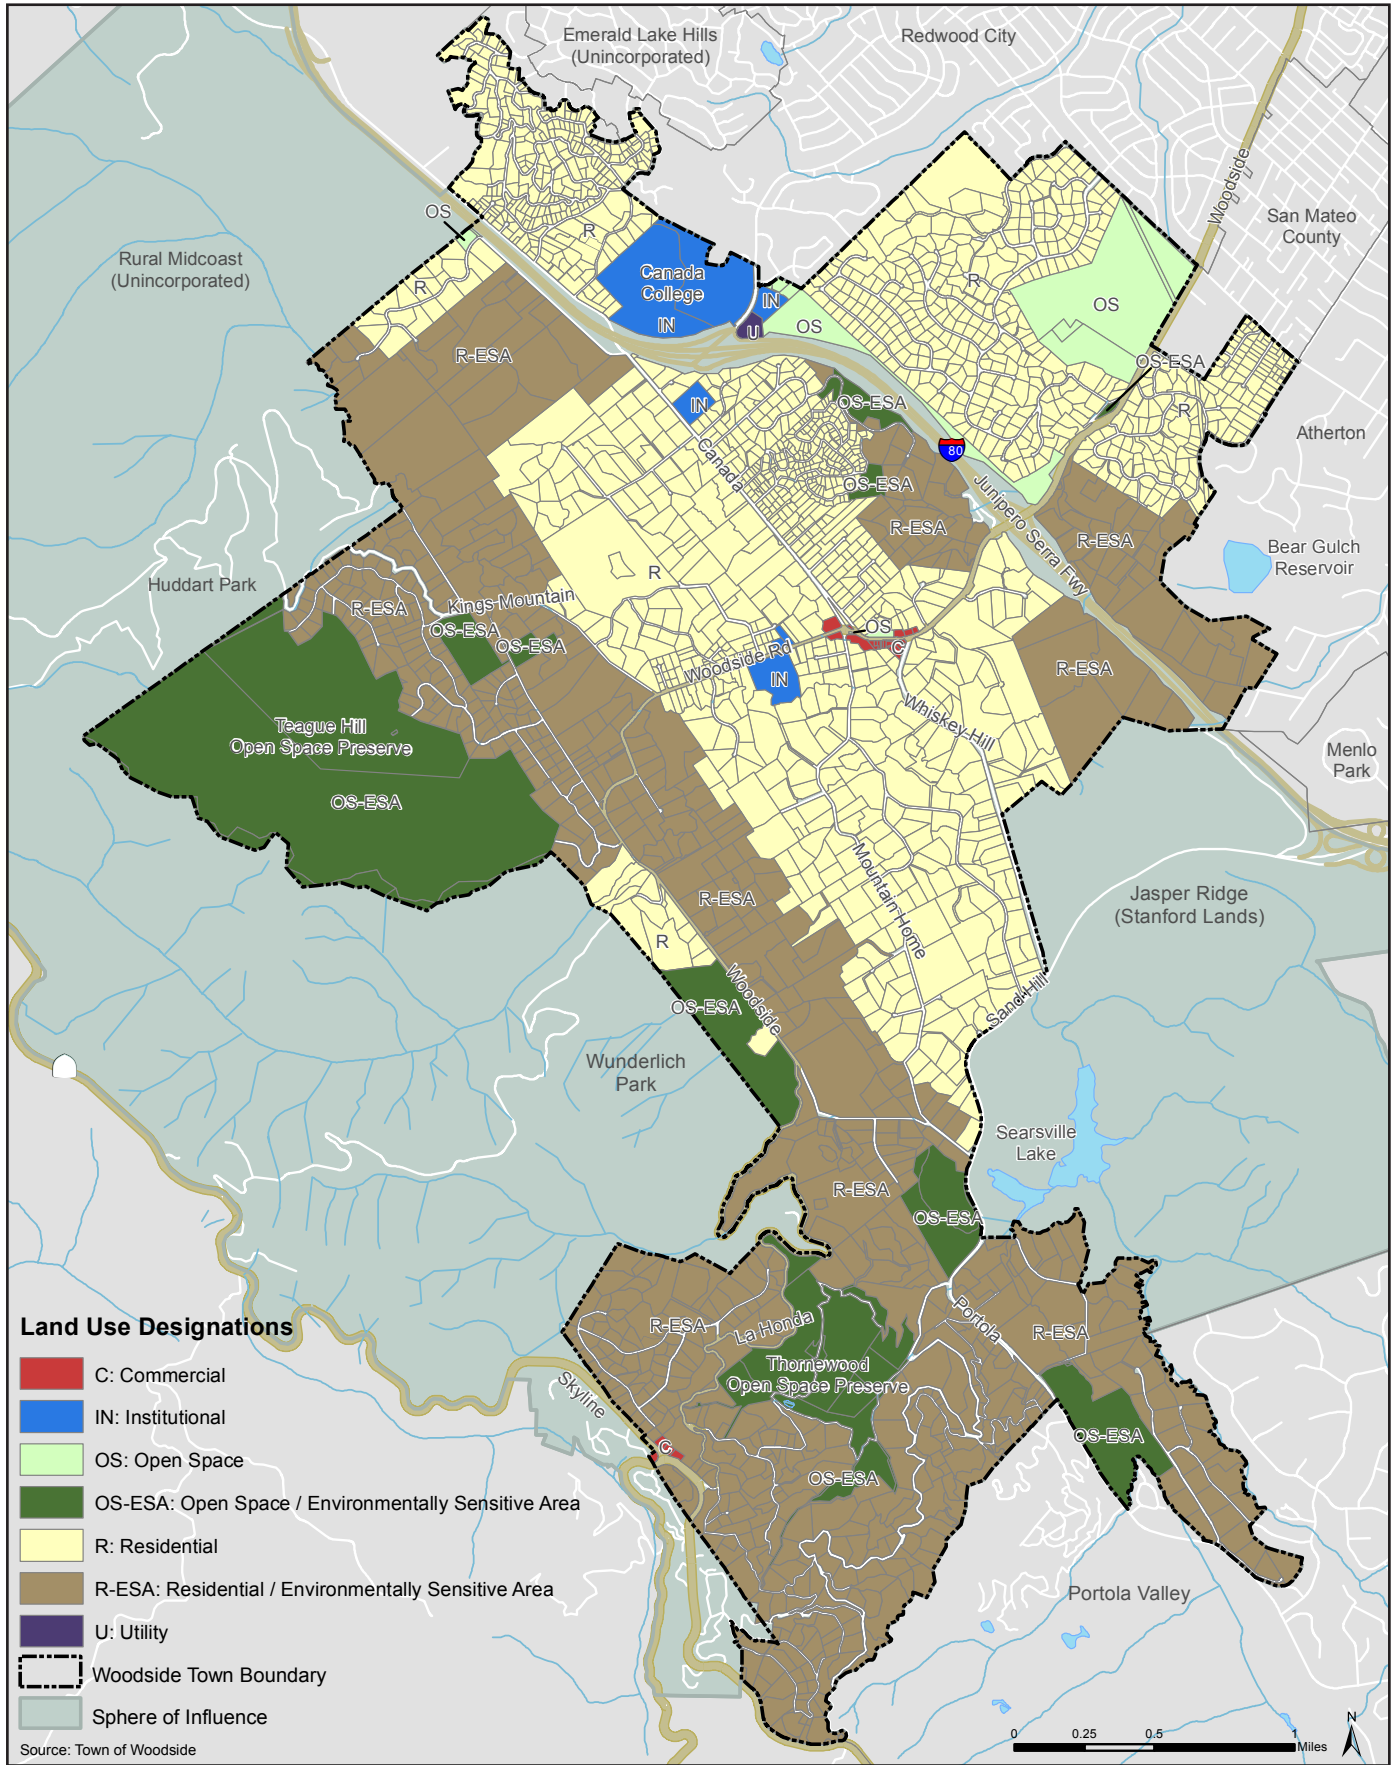 Emerald Lake Hills
(Unincorporated)
Redwood City
Woodside
San Mateo
County
OS
Rural Midcoast
(Unincorporated)
R
R
Canada
College
IN
IN
U
OS
R
OS
OS-ESA
R
Atherton
R-ESA
IN
Canada
OS-ESA
80
OS-ESA
R-ESA
Junipero Serra Fwy
R-ESA
Bear Gulch
Reservoir
Huddart Park
R-ESA
Kings Mountain
OS-ESA
OS-ESA
R
Woodside Rd
IN
OS
C
R-ESA
Whiskey Hill
Menlo
Park
Teague Hill
Open Space Preserve
OS-ESA
Mountain Home
R-ESA
R
Jasper Ridge
(Stanford Lands)
Sand Hill
OS-ESA
Woodside
Wunderlich
Park
Searsville
Lake
R-ESA
OS-ESA
R-ESA
La Honda
Portola
R-ESA
Thornewood
Open Space Preserve
Skyline
C
OS-ESA
OS-ESA
Portola Valley
Land Use Designations
C: Commercial
IN: Institutional
OS: Open Space
OS-ESA: Open Space / Environmentally Sensitive Area
R: Residential
R-ESA: Residential / Environmentally Sensitive Area
U: Utility
Woodside Town Boundary
Sphere of Influence
Source: Town of Woodside
0 0.25 0.5 1
Miles
N